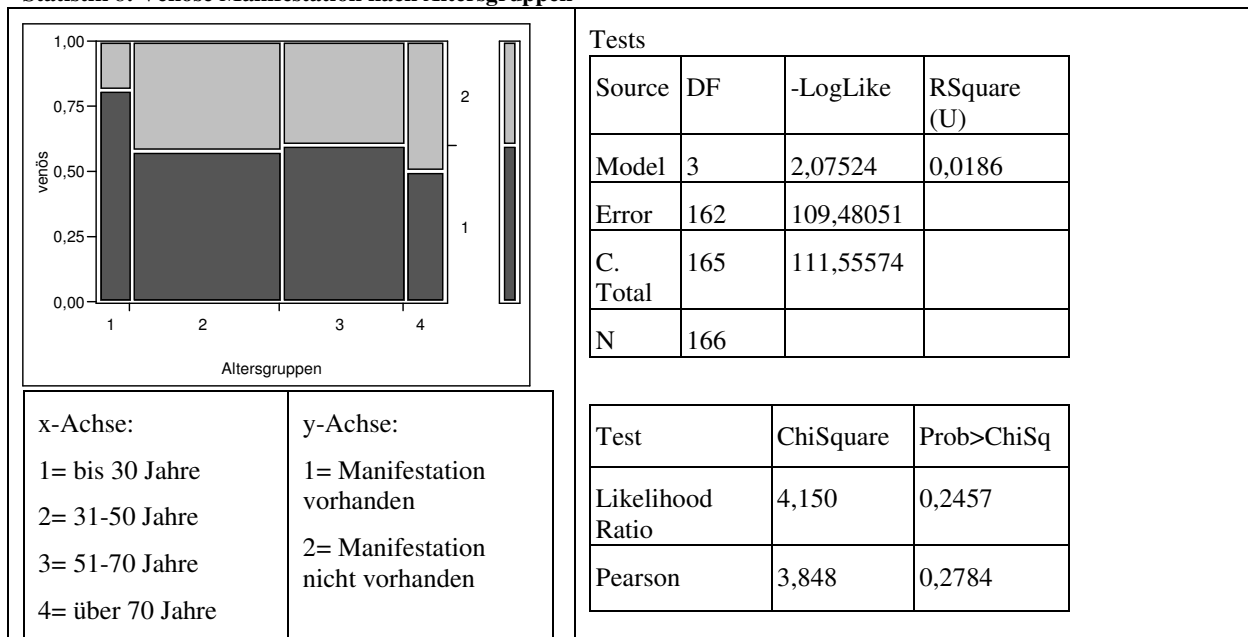 1,00
0,75
0,50
0,25
0,00
venös
2
1
1 2 3 4
Altersgruppen
x-Achse:
1= bis 30 Jahre
2= 31-50 Jahre
3= 51-70 Jahre
4= über 70 Jahre
y-Achse:
1= Manifestation
vorhanden
2= Manifestation
nicht vorhanden
Tests
Source DF -LogLike RSquare
(U)
Model 3 2,07524 0,0186
Error 162 109,48051
C. 165 111,55574
Total
N 166
Test ChiSquare Prob>ChiSq
Likelihood 4,150 0,2457
Ratio
Pearson 3,848 0,2784